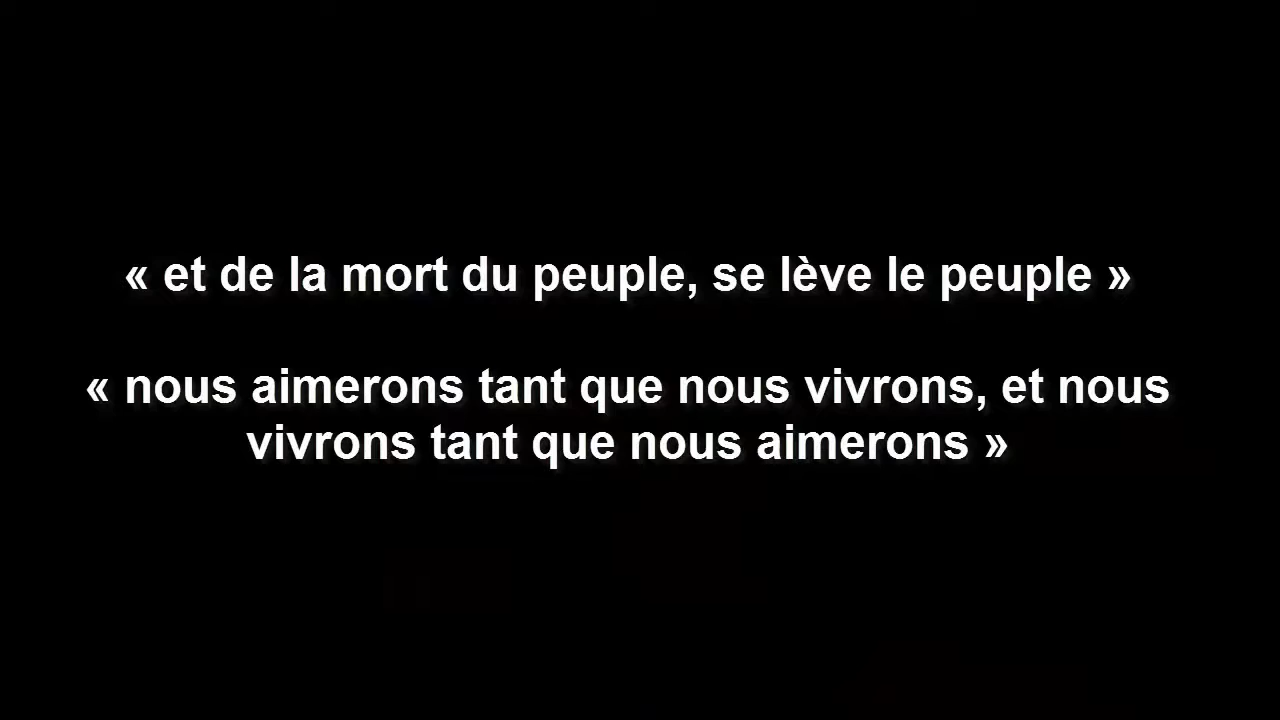 « et de la mort du peuple, se lève le peuple »
« nous aimerons tant que nous vivrons, et nous
vivrons tant que nous aimerons »